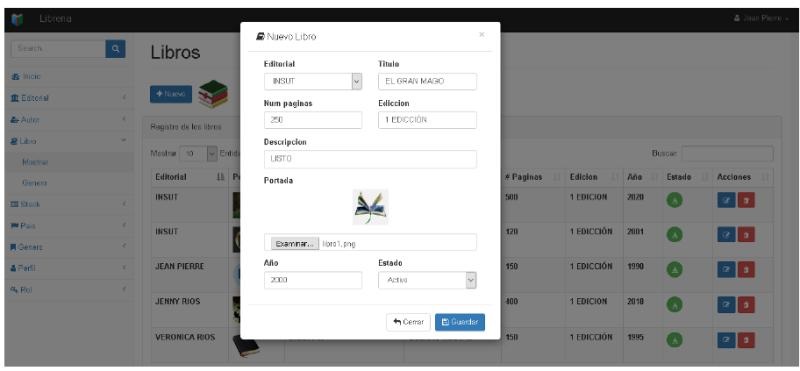 Libreria
Jean Pierre
Search...
Inicio
Editorial
Autor
Libro
Mostrar
Genero
Stock
Pais
Genero
Perfil
Rol
Libros
Nuevo
Registro de los libros
Mostrar 10 Entida
Buscar:
Editorial # Paginas Edicion Año Estado Acciones
INSUT 500 1 EDICION 2020 A
INSUT 120 1 EDICCIÓN 2001 A
JEAN PIERRE 150 1 EDICCIÓN 1990 A
JENNY RIOS 400 1 EDICION 2018 A
VERONICA RIOS 150 1 EDICCIÓN 1995 A
Nuevo Libro ×
Editorial Titulo
INSUT EL GRAN MAGO
Num paginas Ediccion
250 1 EDICCIÓN
Descripcion
LISTO
Portada
Examinar... libro1.png
Año Estado
2000 Activo
Cerrar Guardar